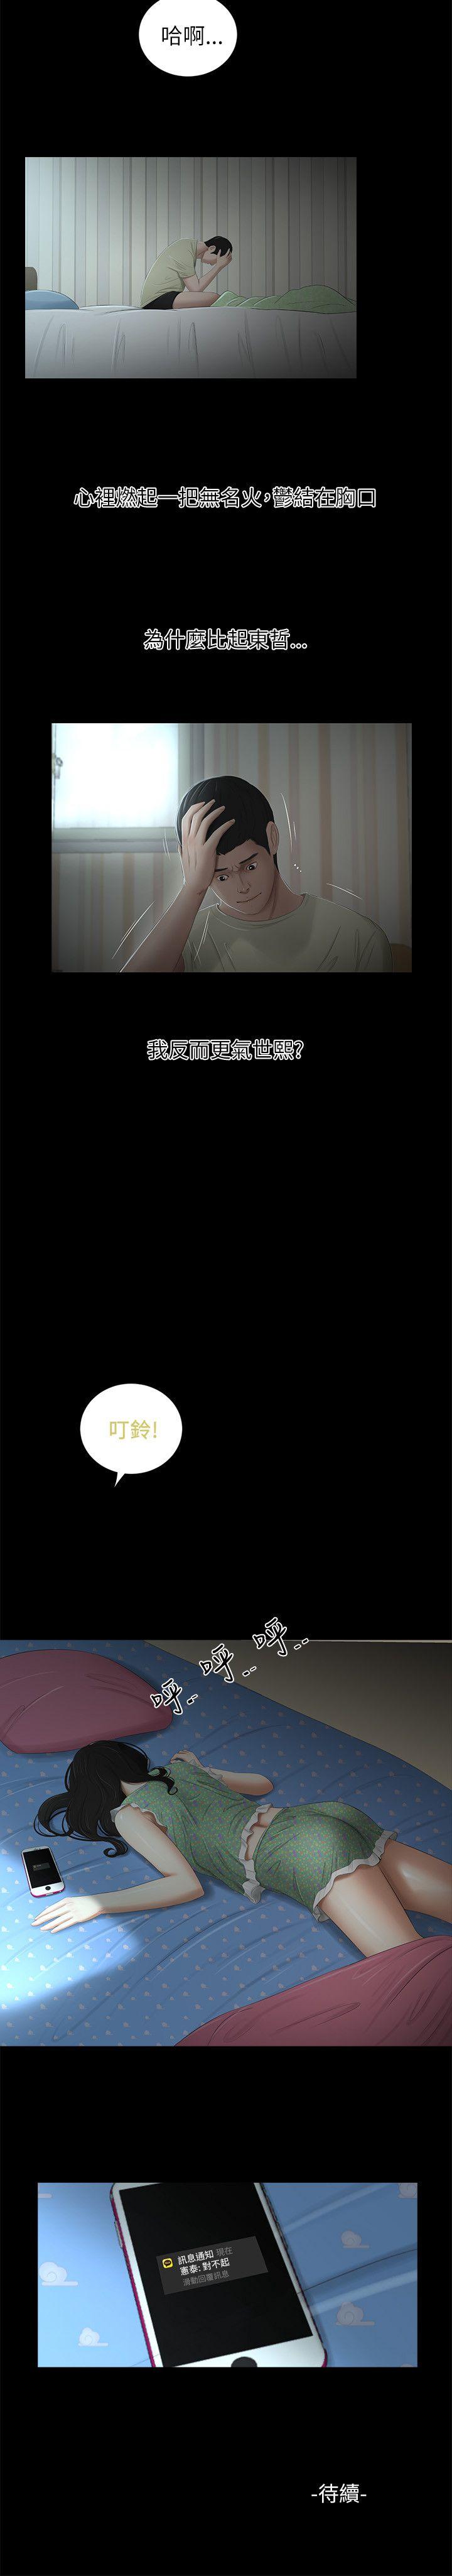 哈啊...
心裡燃起一把無名火，鬱結在胸口
為什麼比起東哲...
我反而更氣世熙?
叮鈴!
呼..
呼..
呼..
訊息通知 現在
憲泰: 對不起
滑動回覆訊息
-待續-